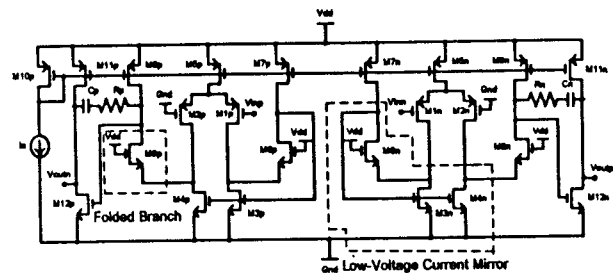 Vdd
M10p
M11p
M8p
M5p
M7p
M7n
M5n
M8n
M11n
Cp
Rp
Gnd
M2p
M1p
Vinp
Vinn
M1n
M2n
Gnd
Rn
Cn
Vdd
M9p
M6p
Vdd
M6n
M9n
Vdd
Voutn
M12p
M4p
M3p
M3n
M4n
M12n
Voutp
Folded Branch
Gnd
Low-Voltage Current Mirror